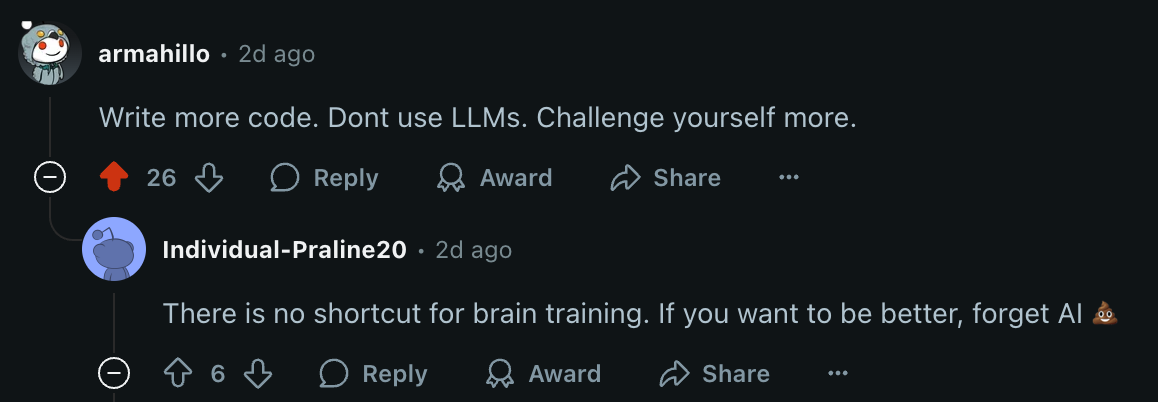 armahillo • 2d ago
Write more code. Dont use LLMs. Challenge yourself more.
26 Reply Award Share ...
Individual-Praline20 • 2d ago
There is no shortcut for brain training. If you want to be better, forget AI 💩
6 Reply Award Share ...